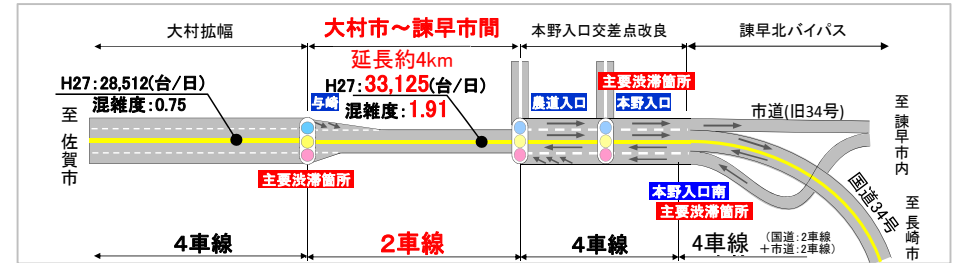 大村拡幅
大村市～諫早市間
本野入口交差点改良
諫早北バイパス
延長約4km
H27:28,512(台/日)
混雑度:0.75
H27:33,125(台/日)
混雑度:1.91
与崎
主要渋滞箇所
農道入口
本野入口
市道(旧34号)
至 諫早市内
至 佐賀市
主要渋滞箇所
本野入口南
主要渋滞箇所
国道34号
至 長崎市
4車線
2車線
4車線
4車線
(国道:2車線
＋市道:2車線)